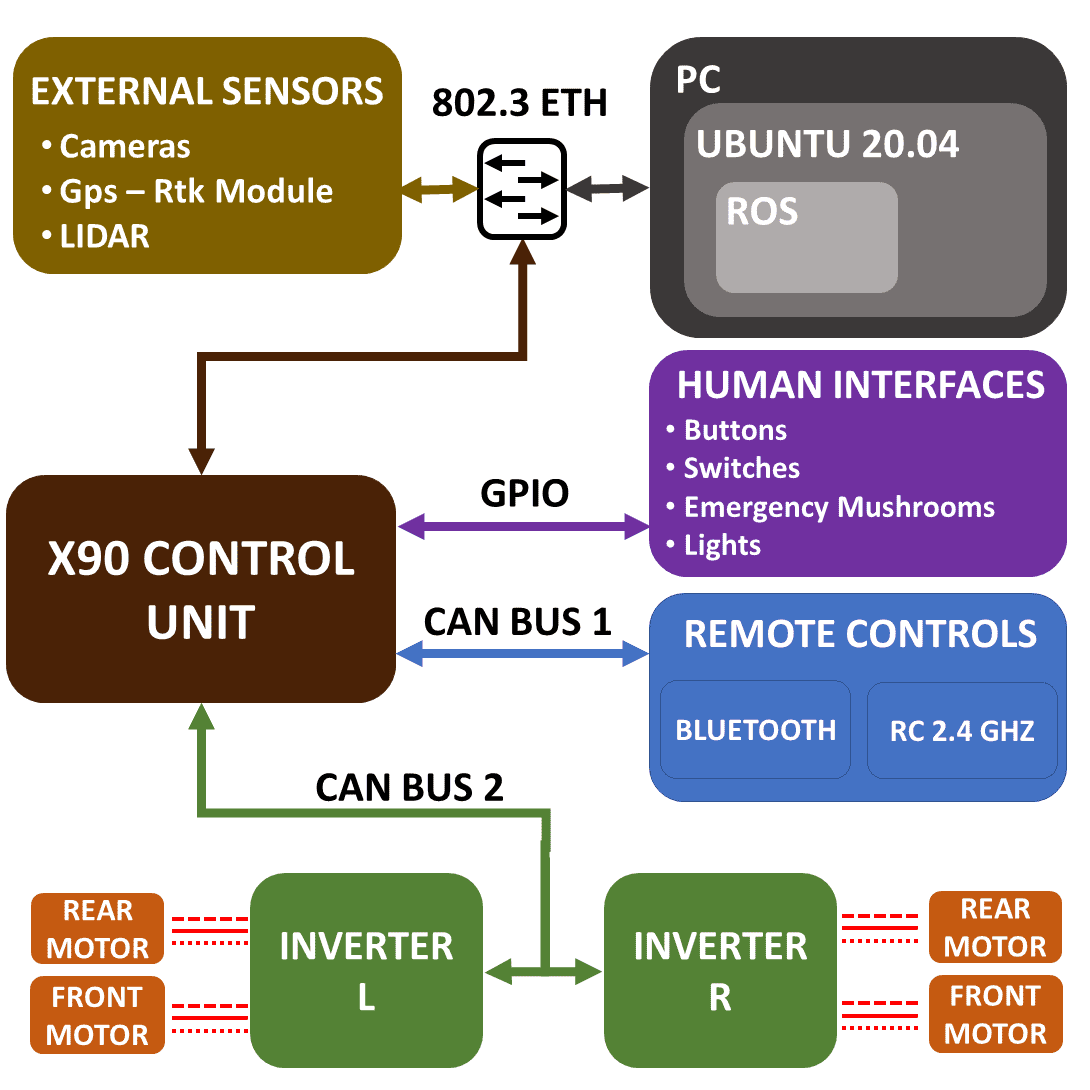 EXTERNAL SENSORS
• Cameras
• Gps – Rtk Module
• LIDAR
802.3 ETH
PC
UBUNTU 20.04
ROS
HUMAN INTERFACES
• Buttons
• Switches
• Emergency Mushrooms
• Lights
GPIO
X90 CONTROL
UNIT
CAN BUS 1
REMOTE CONTROLS
BLUETOOTH
RC 2.4 GHZ
CAN BUS 2
REAR
MOTOR
FRONT
MOTOR
INVERTER
L
INVERTER
R
REAR
MOTOR
FRONT
MOTOR